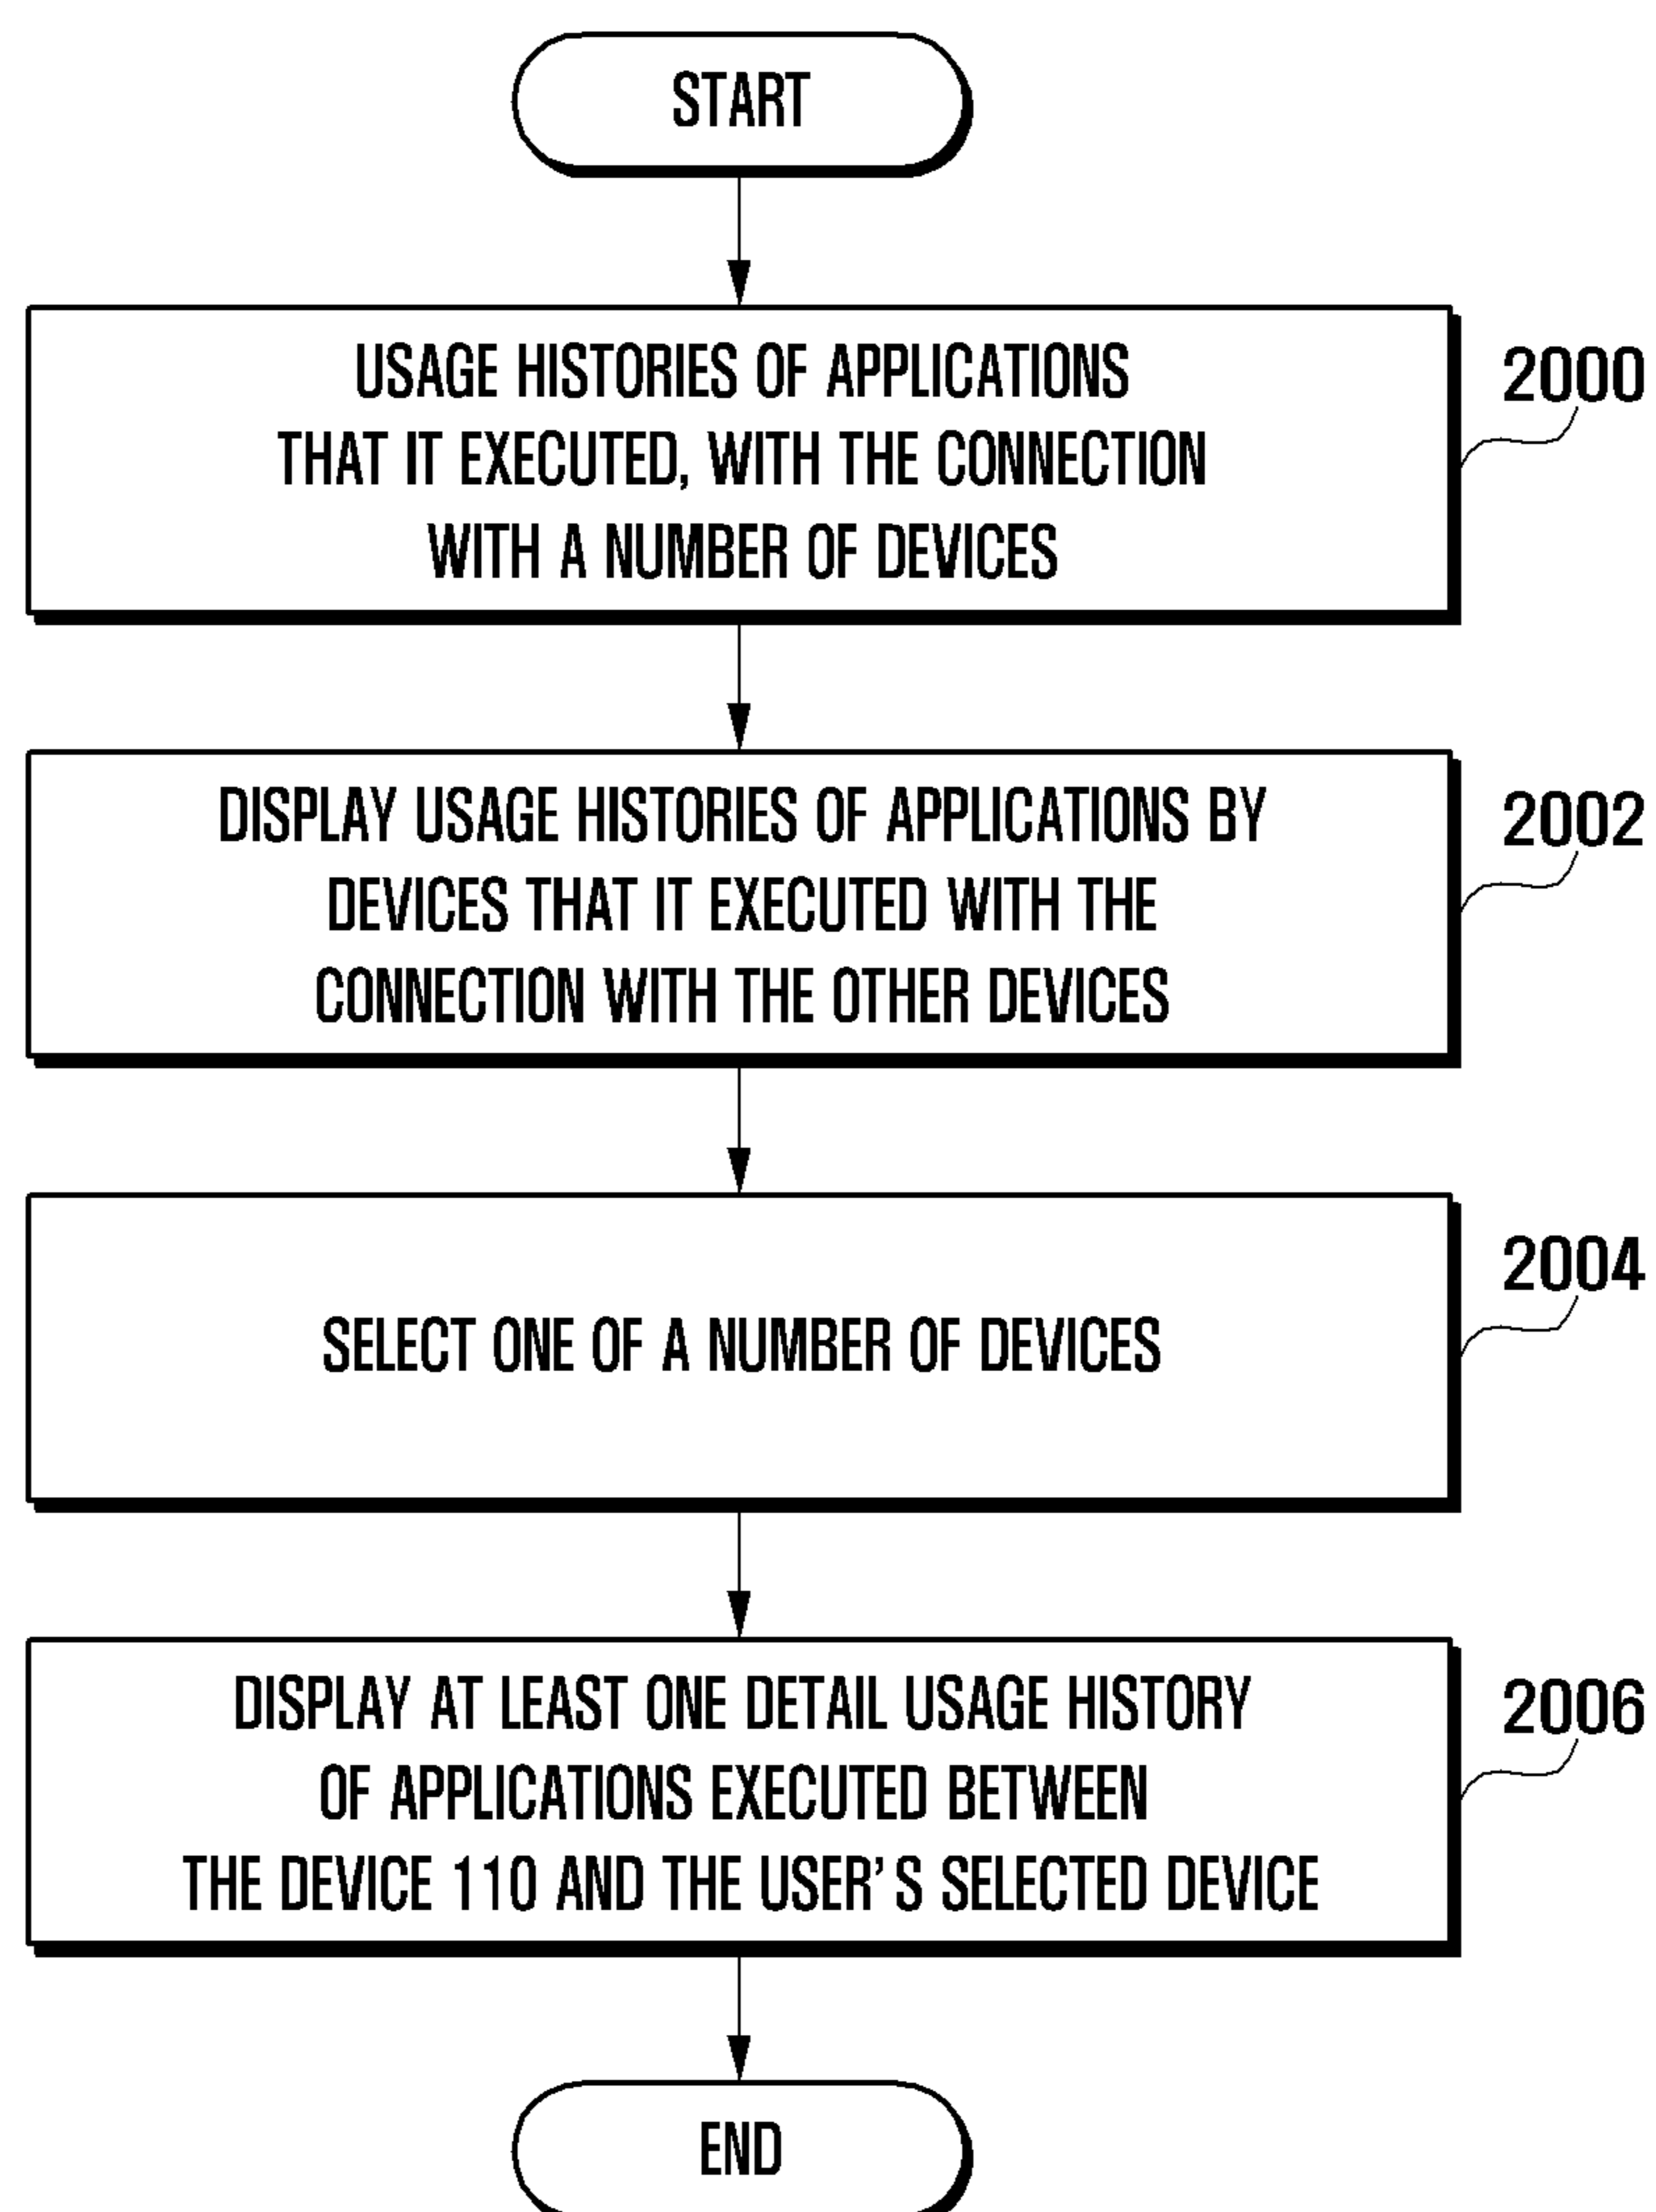 START
USAGE HISTORIES OF APPLICATIONS
THAT IT EXECUTED, WITH THE CONNECTION
WITH A NUMBER OF DEVICES
2000
DISPLAY USAGE HISTORIES OF APPLICATIONS BY
DEVICES THAT IT EXECUTED WITH THE
CONNECTION WITH THE OTHER DEVICES
2002
SELECT ONE OF A NUMBER OF DEVICES
2004
DISPLAY AT LEAST ONE DETAIL USAGE HISTORY
OF APPLICATIONS EXECUTED BETWEEN
THE DEVICE 110 AND THE USER'S SELECTED DEVICE
2006
END